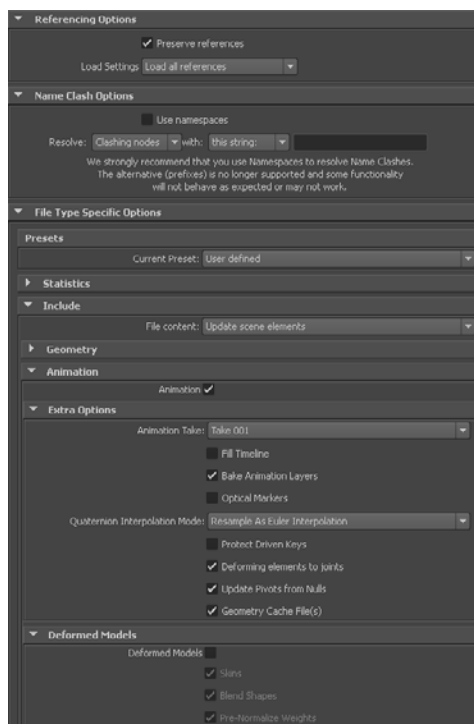 Referencing Options
Preserve references
Load Settings Load all references
Name Clash Options
Use namespaces
Resolve: Clashing nodes with: this string:
We strongly recommend that you use Namespaces to resolve Name Clashes.
The alternative (prefixes) is no longer supported and some functionality
will not behave as expected or may not work.
File Type Specific Options
Presets
Current Preset: User defined
Statistics
Include
File content: Update scene elements
Geometry
Animation
Animation
Extra Options
Animation Take: Take 001
Fill Timeline
Bake Animation Layers
Optical Markers
Quaternion Interpolation Mode: Resample As Euler Interpolation
Protect Driven Keys
Deforming elements to joints
Update Pivots from Nulls
Geometry Cache File(s)
Deformed Models
Deformed Models
Skins
Blend Shapes
Pre-Normalize Weights